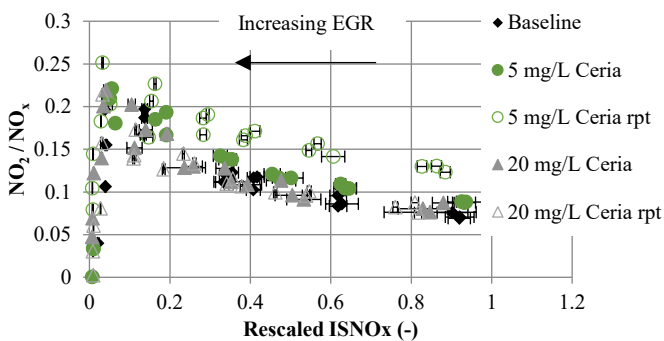 Increasing EGR
0.3
0.25
0.2
0.15
0.1
0.05
0
NO2 / NOx
0 0.2 0.4 0.6 0.8 1 1.2
Rescaled ISNOx (-)
Baseline
5 mg/L Ceria
5 mg/L Ceria rpt
20 mg/L Ceria
20 mg/L Ceria rpt